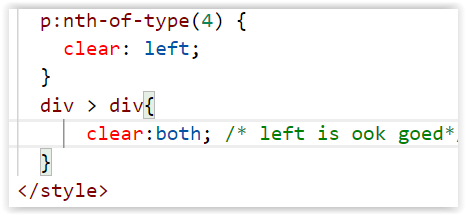 p:nth-of-type(4) {
clear: left;
}
div > div{
clear:both; /* left is ook goed*
}
</style>